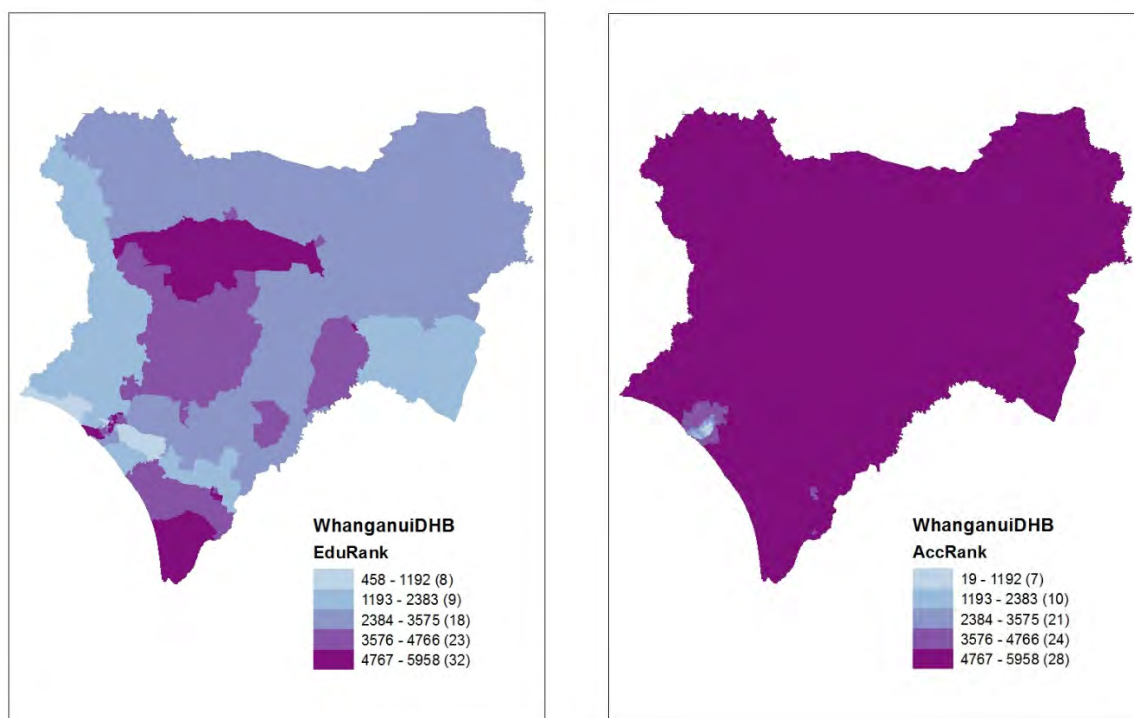 WhanganuiDHB
EduRank
458 - 1192 (8)
1193 - 2383 (9)
2384 - 3575 (18)
3576 - 4766 (23)
4767 - 5958 (32)
WhanganuiDHB
AccRank
19 - 1192 (7)
1193 - 2383 (10)
2384 - 3575 (21)
3576 - 4766 (24)
4767 - 5958 (28)